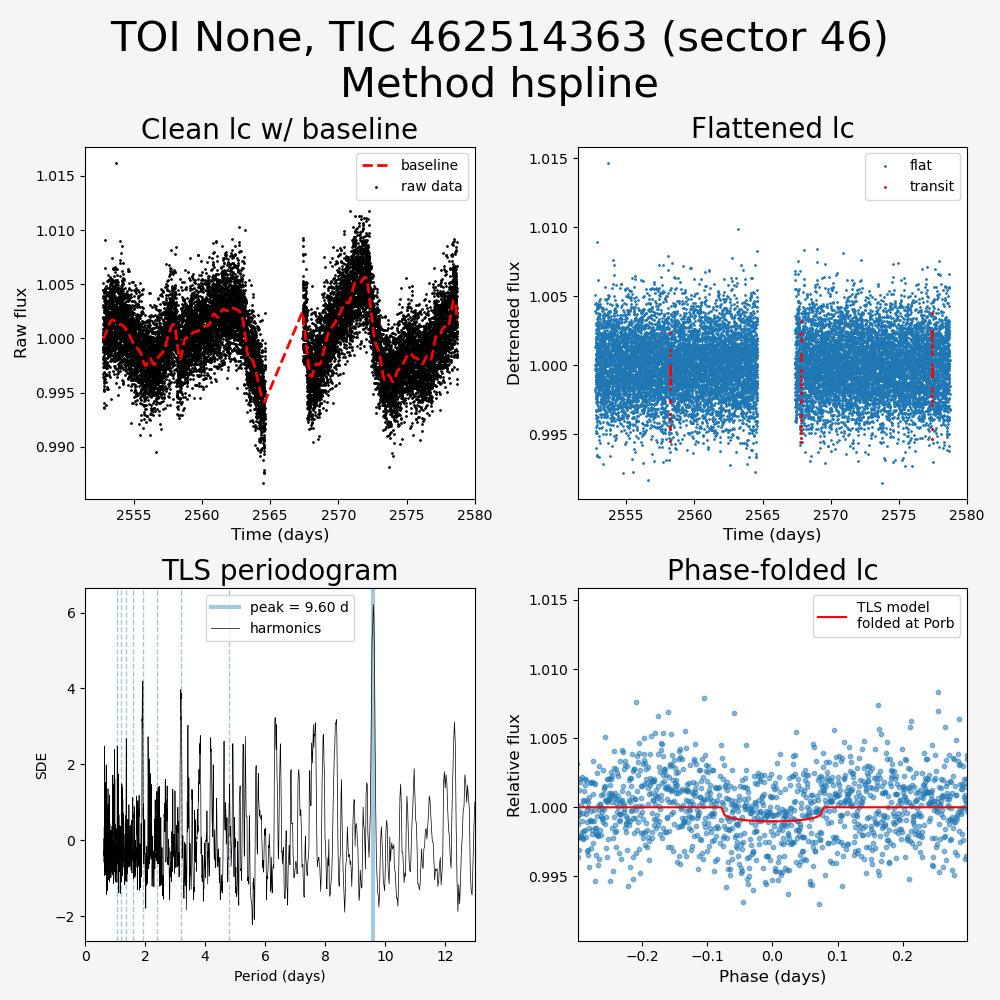 TOI None, TIC 462514363 (sector 46)
Method hspline
Clean lc w/ baseline
baseline
raw data
1.015
1.010
1.005
1.000
0.995
0.990
Raw flux
2555
2560
2565
2570
2575
2580
Time (days)
Flattened lc
flat
transit
1.015
1.010
1.005
1.000
0.995
Detrended flux
2555
2560
2565
2570
2575
2580
Time (days)
TLS periodogram
peak = 9.60 d
harmonics
6
4
2
0
−2
SDE
0
2
4
6
8
10
12
Period (days)
Phase-folded lc
TLS model
folded at Porb
1.015
1.010
1.005
1.000
0.995
Relative flux
−0.2
−0.1
0.0
0.1
0.2
Phase (days)